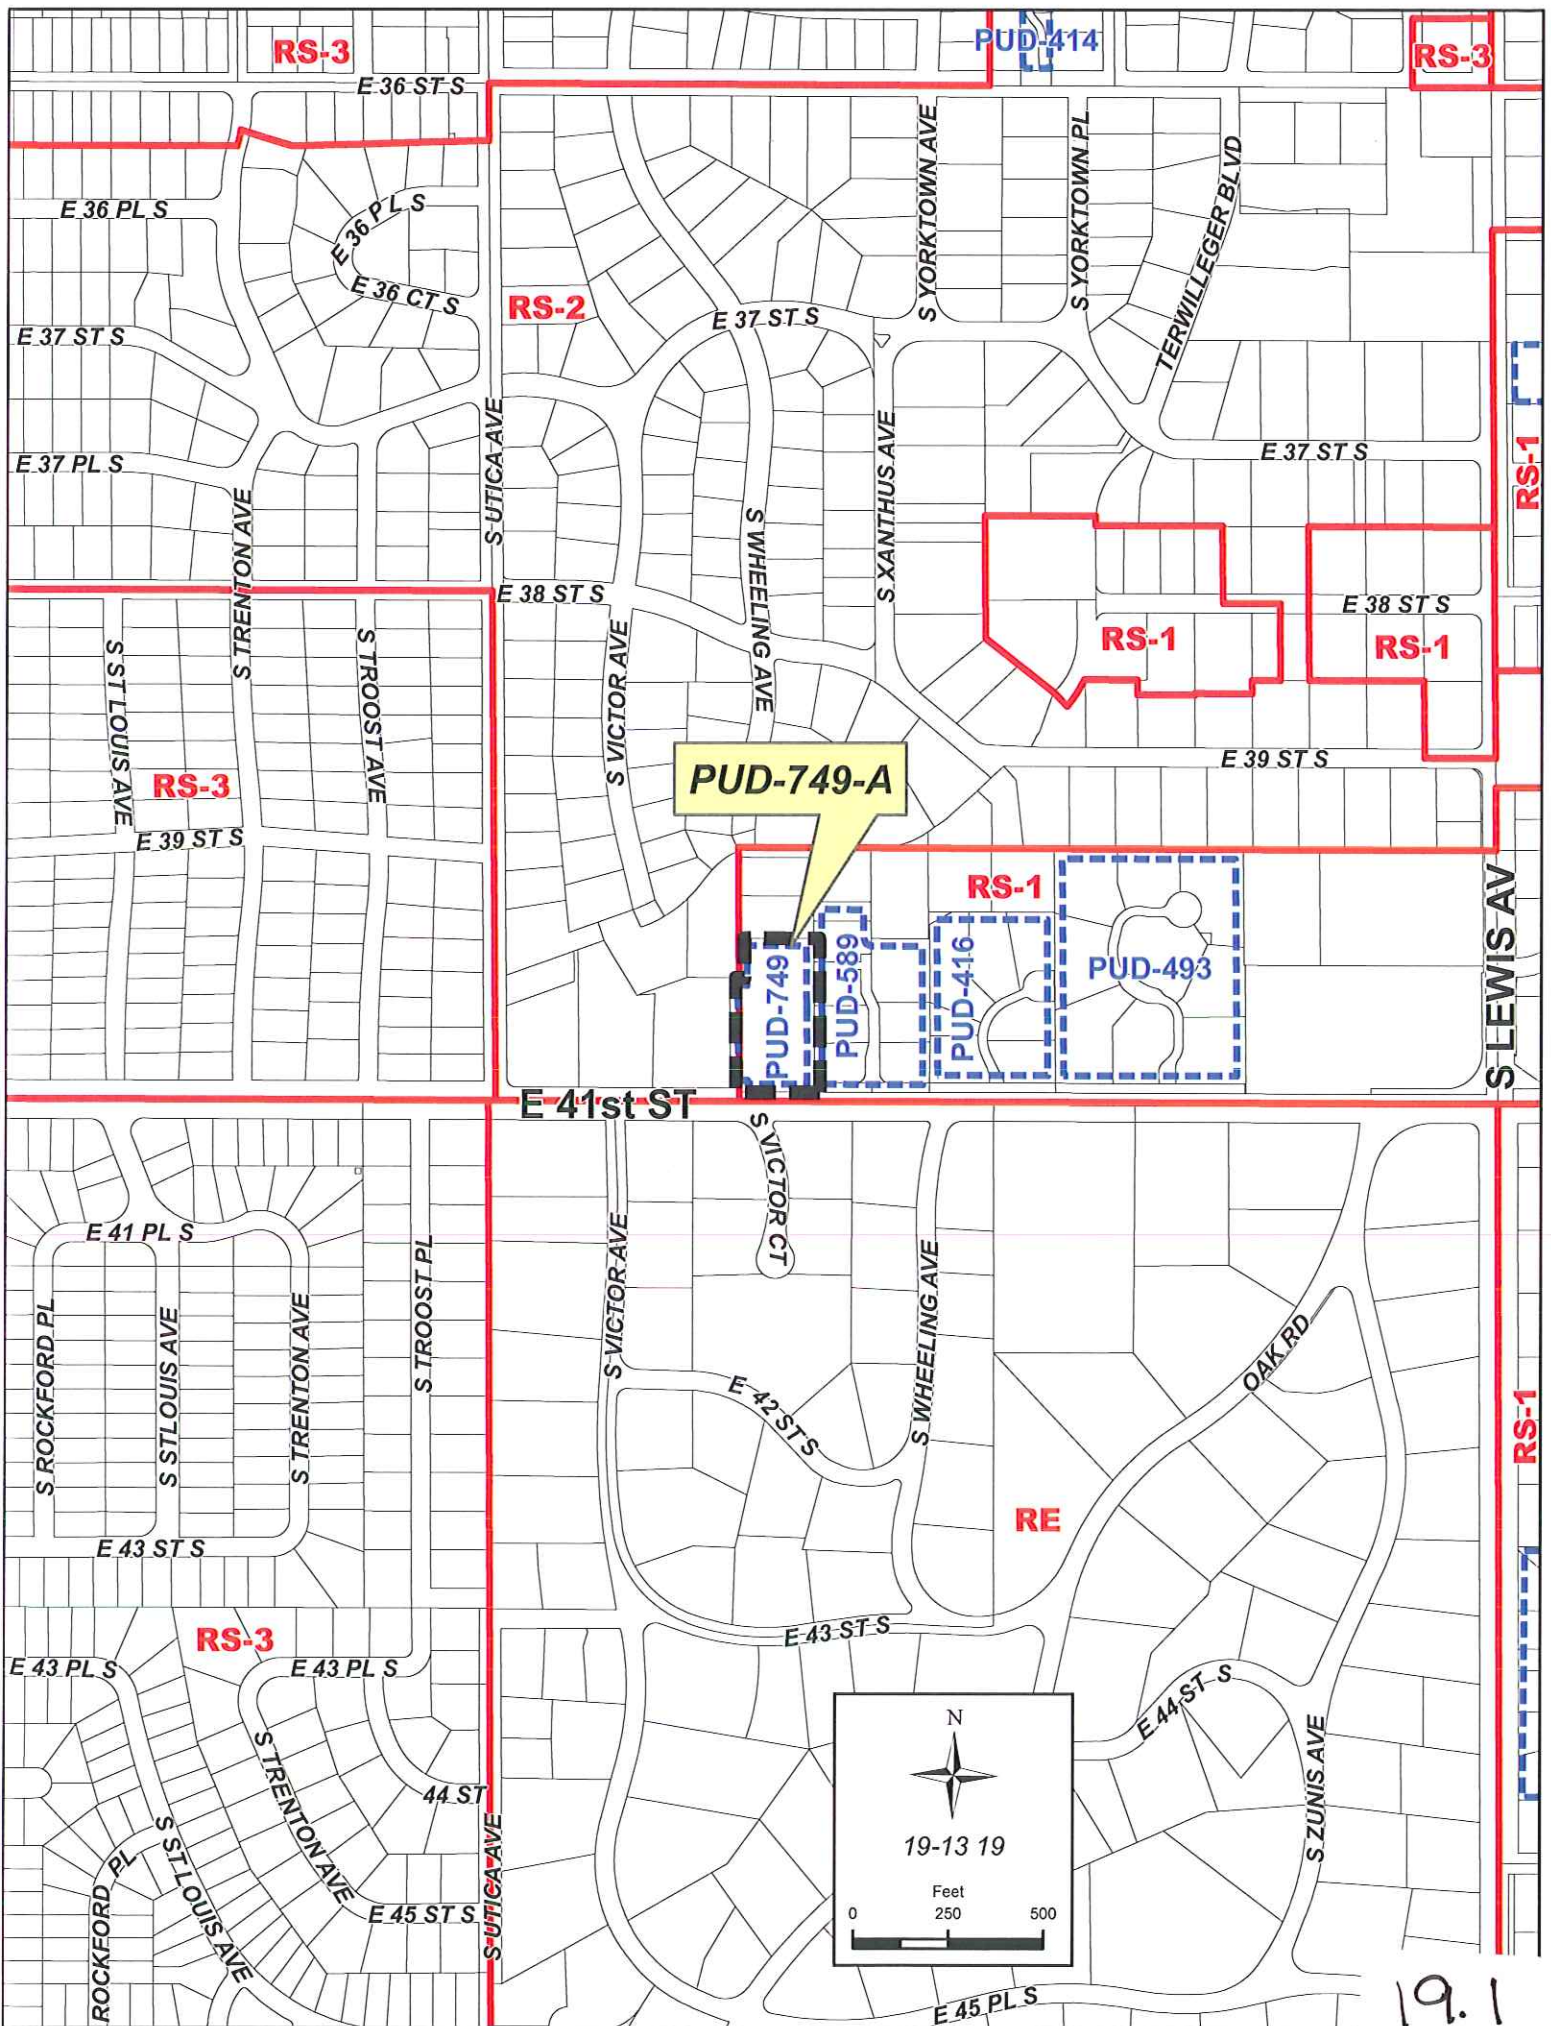 RS-3
PUD-414
RS-3
E 36 ST S
S YORKTOWN AVE
S YORKTOWN PL
TERWILLEGER BLVD
E 36 PL S
E 36 PL S
E 36 CT S
RS-2
E 37 ST S
E 37 ST S
S UTICA AVE
S XANTHUS AVE
E 37 ST S
RS-1
E 37 PL S
S TRENTON AVE
S WHEELING AVE
E 38 ST S
E 38 ST S
RS-1
RS-1
S ST LOUIS AVE
S TROOST AVE
S VICTOR AVE
RS-3
E 39 ST S
PUD-749-A
E 39 ST S
RS-1
PUD-749
PUD-589
PUD-416
PUD-493
S LEWIS AV
E 41st ST
S VICTOR CT
E 41 PL S
S ROCKFORD PL
S STLOUIS AVE
S TRENTON AVE
S TROOST PL
S VICTOR AVE
S WHEELING AVE
E 42 ST S
OAK RD
RS-1
RE
E 43 ST S
E 43 ST S
RS-3
E 43 PL S
E 43 PL S
E 44 ST S
S TRENTON AVE
44 ST
S ZUNIS AVE
S ST LOUIS AVE
ROCKFORD PL
E 45 ST S
S UTICA AVE
N
19-13 19
Feet
0 250 500
E 45 PL S
19.1